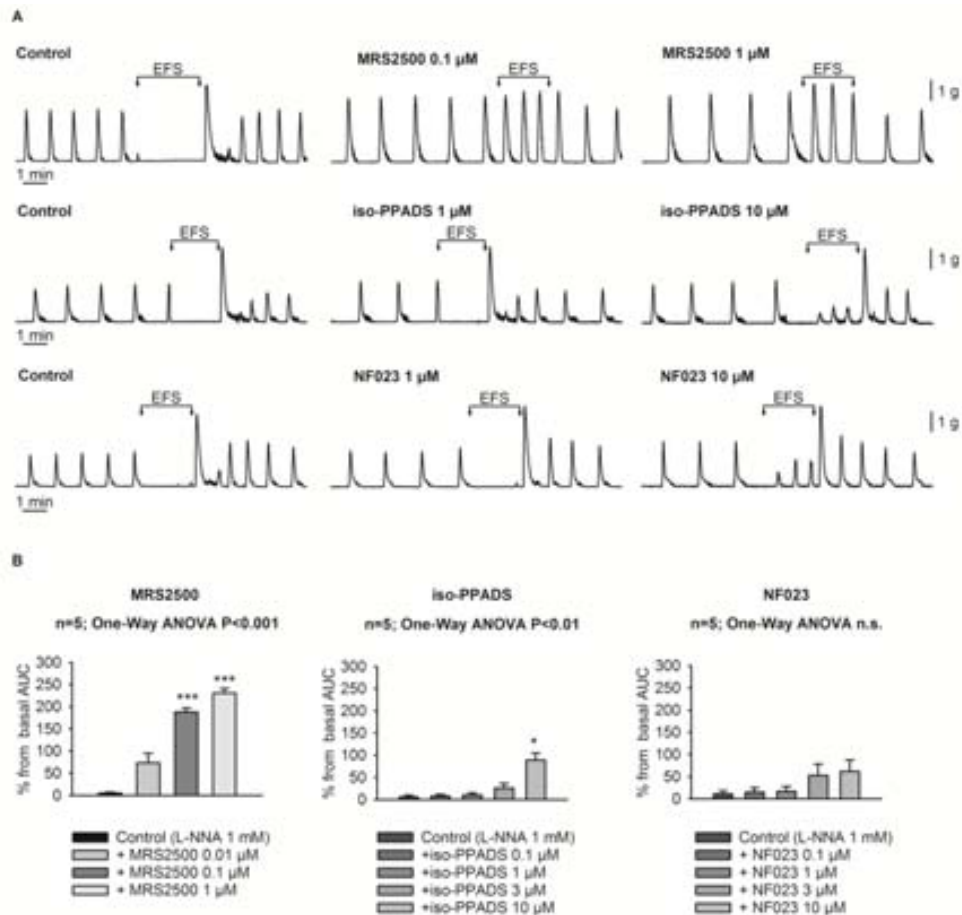 A
Control
MRS2500 0.1 µM
MRS2500 1 µM
EFS
EFS
EFS
1 g
1 min
Control
iso-PPADS 1 µM
iso-PPADS 10 µM
EFS
EFS
EFS
1 g
1 min
Control
NF023 1 µM
NF023 10 µM
EFS
EFS
EFS
1 g
1 min
B
MRS2500
n=5; One-Way ANOVA P<0.001
% from basal AUC
300
250
200
150
100
50
0
***
***
Control (L-NNA 1 mM)
+ MRS2500 0.01 µM
+ MRS2500 0.1 µM
+ MRS2500 1 µM
iso-PPADS
n=5; One-Way ANOVA P<0.01
% from basal AUC
300
250
200
150
100
50
0
*
Control (L-NNA 1 mM)
+iso-PPADS 0.1 µM
+iso-PPADS 1 µM
+iso-PPADS 3 µM
+iso-PPADS 10 µM
NF023
n=5; One-Way ANOVA n.s.
% from basal AUC
300
250
200
150
100
50
0
Control (L-NNA 1 mM)
+ NF023 0.1 µM
+ NF023 1 µM
+ NF023 3 µM
+ NF023 10 µM